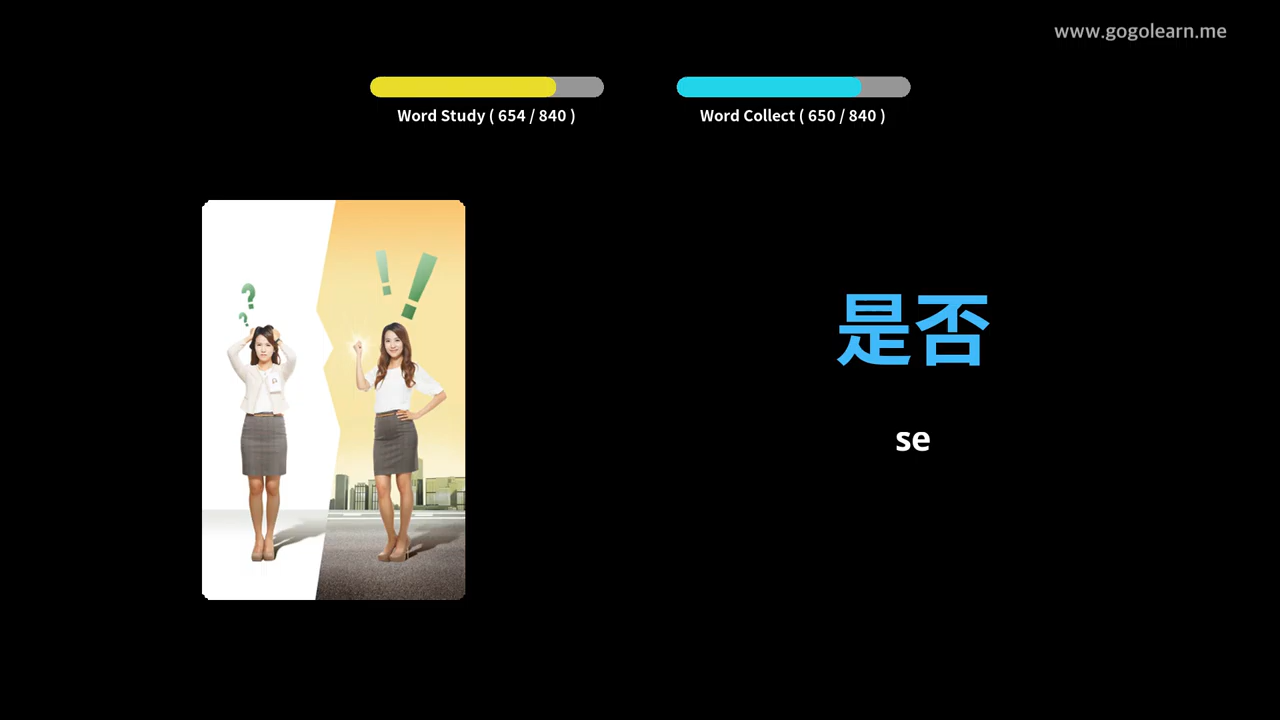 www.gogolearn.me
Word Study ( 654 / 840 )
Word Collect ( 650 / 840 )
? ?
! !
是否
se